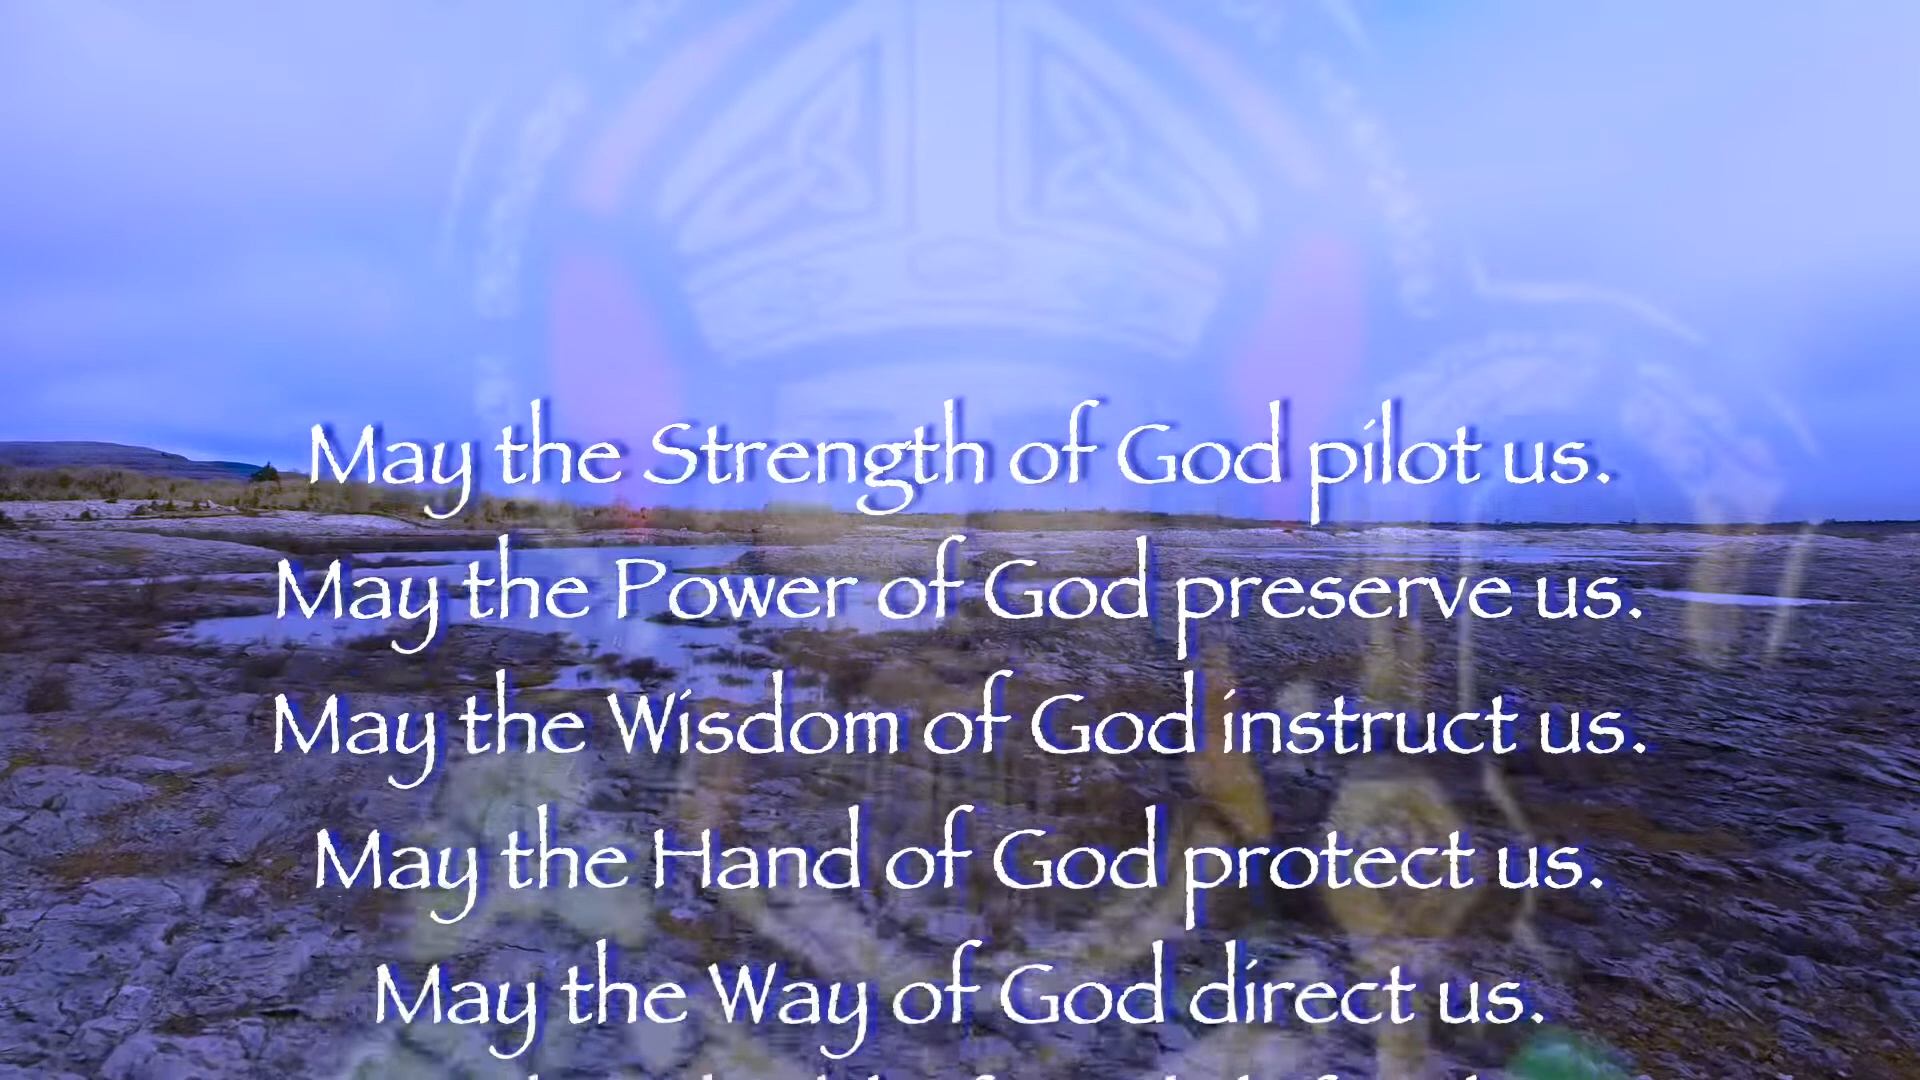 May the Strength of God pilot us.
May the Power of God preserve us.
May the Wisdom of God instruct us.
May the Hand of God protect us.
May the Way of God direct us.